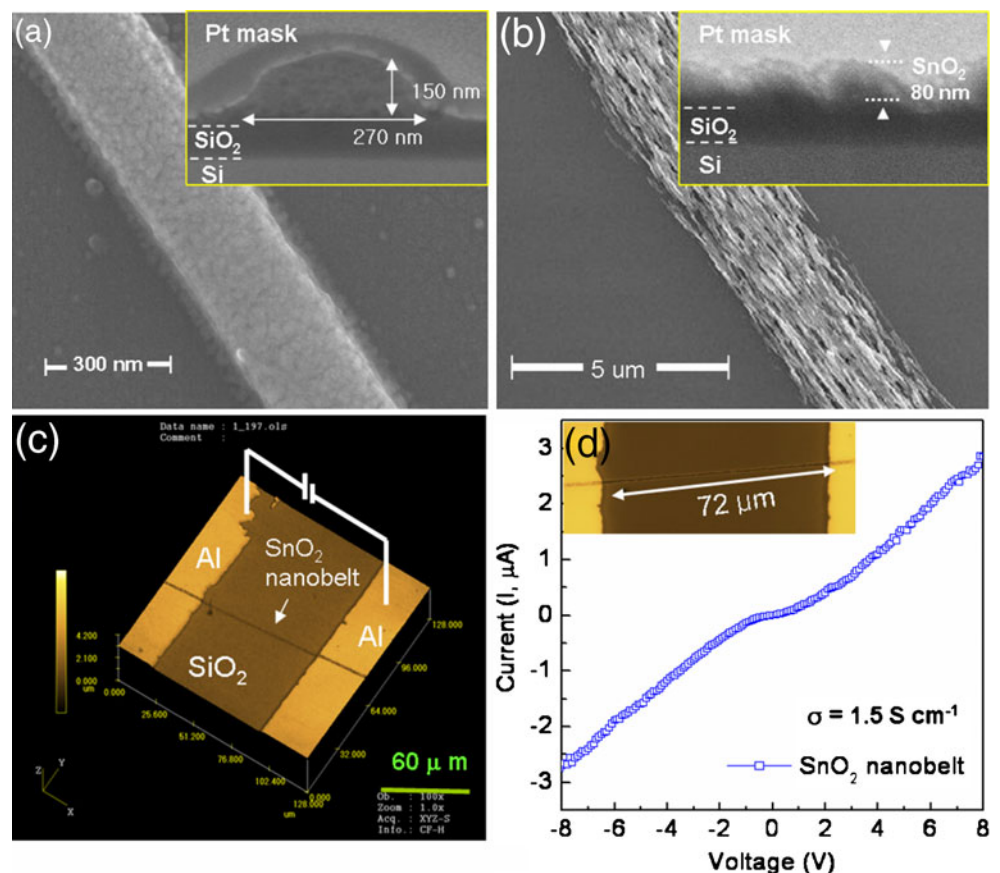 (a)
Pt mask
150 nm
270 nm
SiO2
Si
300 nm
(b)
Pt mask
SnO2
80 nm
SiO2
Si
5 um
(c)
Data name : 1_197.ols
Comment :
Al
SnO2
nanobelt
Al
SiO2
4.200
2.100
0.000
um
0.000
25.600
51.200
76.800
102.400
128.000
um
0.000
32.000
64.000
96.000
128.000
Z
Y
X
60 μ m
Ob. : 100x
Zoom : 1.0x
Acq. : XYZ-S
Info.: CF-H
(d)
72 μm
3
2
1
0
-1
-2
-3
Current (I, μA)
σ = 1.5 S cm-1
SnO2 nanobelt
-8 -6 -4 -2 0 2 4 6 8
Voltage (V)